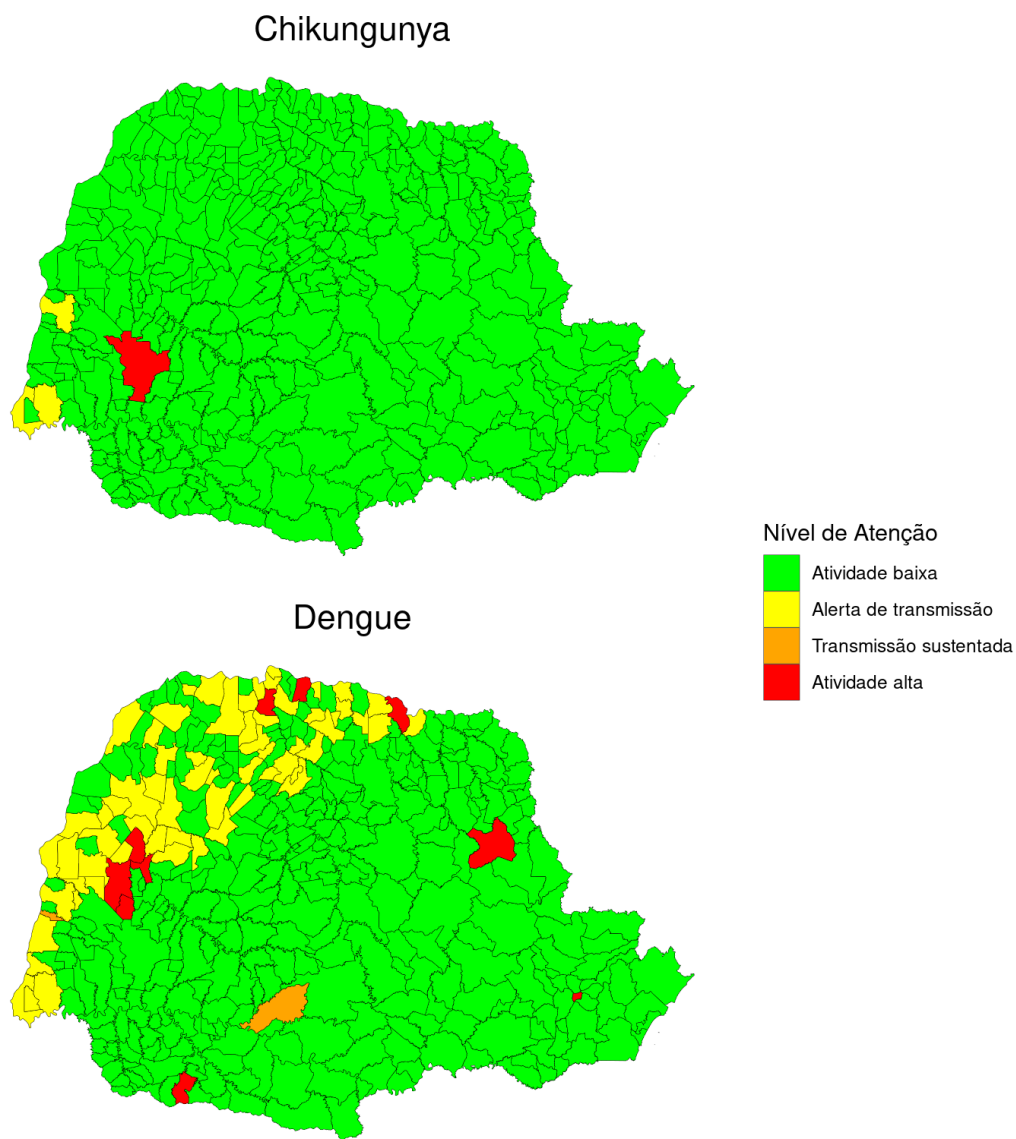 Chikungunya
Nível de Atenção
Atividade baixa
Alerta de transmissão
Transmissão sustentada
Atividade alta
Dengue